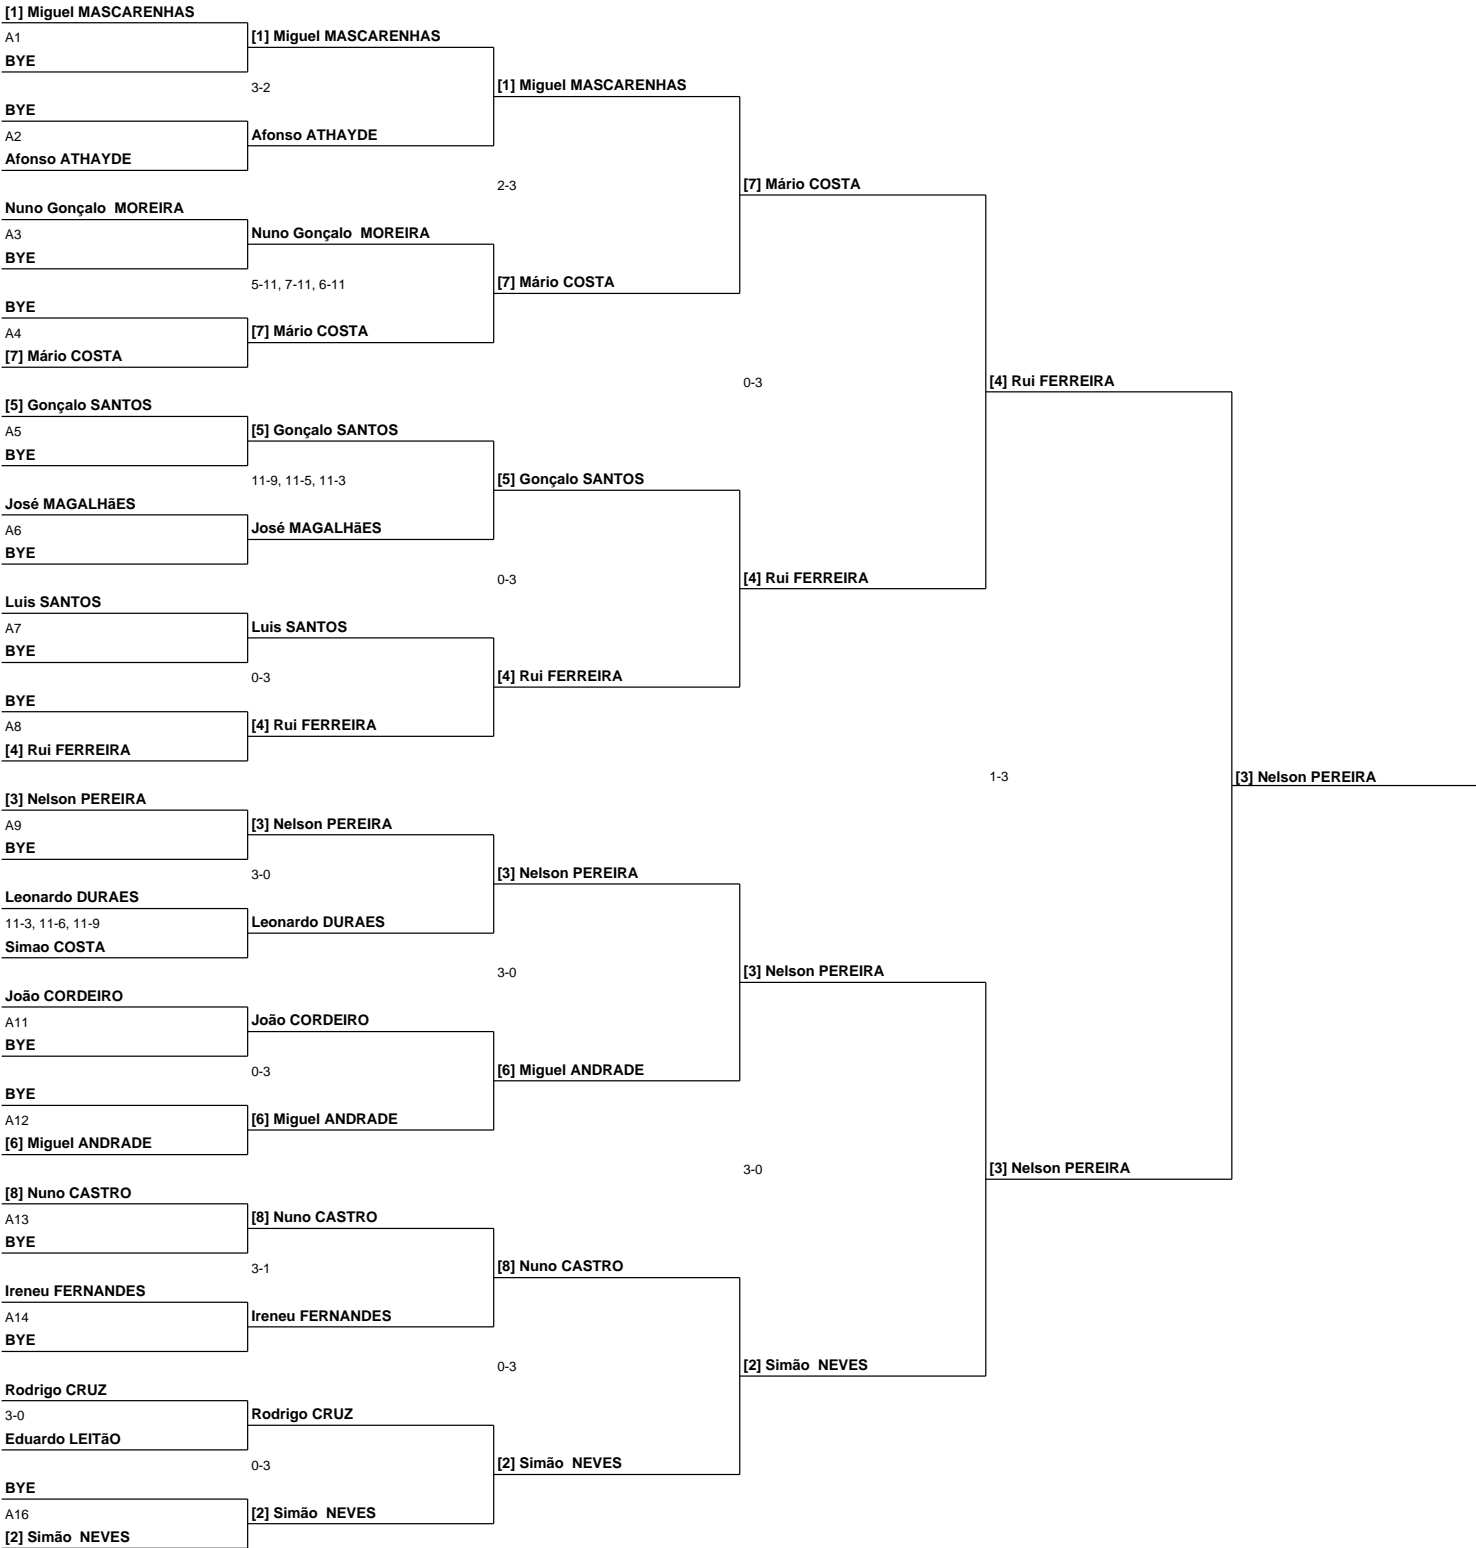 [1] Miguel MASCARENHAS
A1
[1] Miguel MASCARENHAS
BYE
3-2
[1] Miguel MASCARENHAS
BYE
A2
Afonso ATHAYDE
Afonso ATHAYDE
2-3
[7] Mário COSTA
Nuno Gonçalo  MOREIRA
A3
Nuno Gonçalo  MOREIRA
BYE
5-11, 7-11, 6-11
[7] Mário COSTA
BYE
A4
[7] Mário COSTA
[7] Mário COSTA
0-3
[4] Rui FERREIRA
[5] Gonçalo SANTOS
A5
[5] Gonçalo SANTOS
BYE
11-9, 11-5, 11-3
[5] Gonçalo SANTOS
José MAGALHãES
A6
José MAGALHãES
BYE
0-3
[4] Rui FERREIRA
Luis SANTOS
A7
Luis SANTOS
BYE
0-3
[4] Rui FERREIRA
BYE
A8
[4] Rui FERREIRA
[4] Rui FERREIRA
1-3
[3] Nelson PEREIRA
[3] Nelson PEREIRA
A9
[3] Nelson PEREIRA
BYE
3-0
[3] Nelson PEREIRA
Leonardo DURAES
11-3, 11-6, 11-9
Leonardo DURAES
Simao COSTA
3-0
[3] Nelson PEREIRA
João CORDEIRO
A11
João CORDEIRO
BYE
0-3
[6] Miguel ANDRADE
BYE
A12
[6] Miguel ANDRADE
[6] Miguel ANDRADE
3-0
[3] Nelson PEREIRA
[8] Nuno CASTRO
A13
[8] Nuno CASTRO
BYE
3-1
[8] Nuno CASTRO
Ireneu FERNANDES
A14
Ireneu FERNANDES
BYE
0-3
[2] Simão  NEVES
Rodrigo CRUZ
3-0
Rodrigo CRUZ
Eduardo LEITãO
0-3
[2] Simão  NEVES
BYE
A16
[2] Simão  NEVES
[2] Simão  NEVES